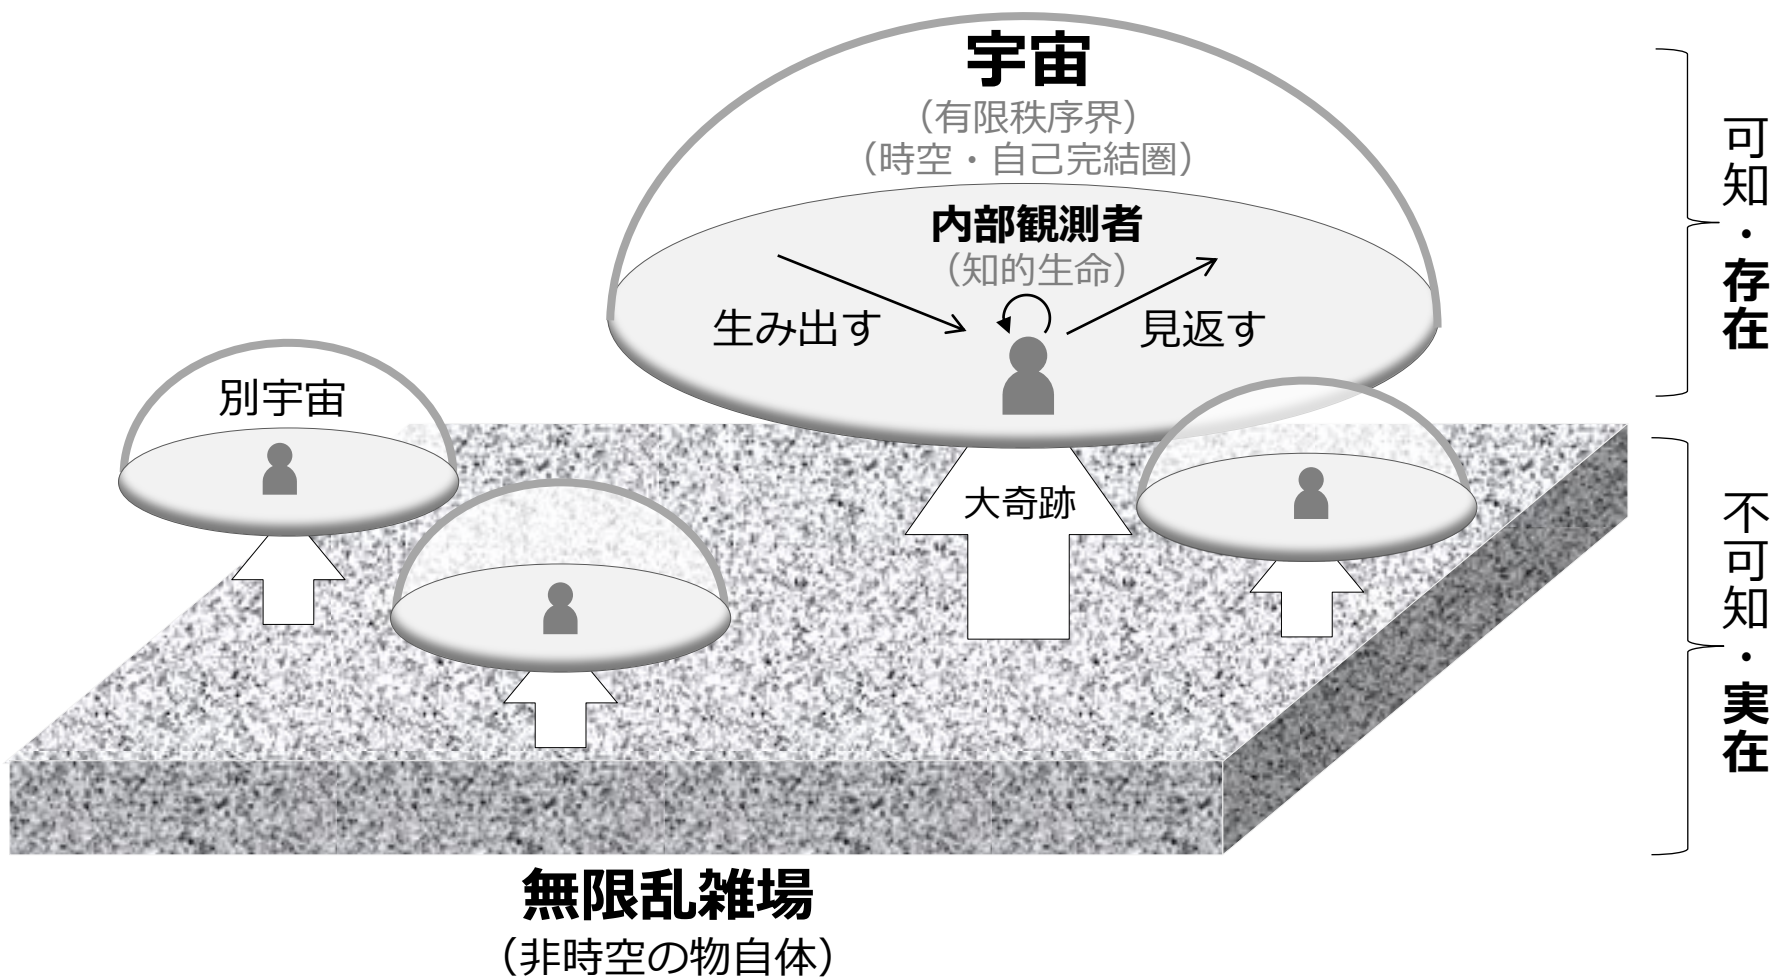 宇宙
（有限秩序界）
（時空・自己完結圏）
内部観測者
（知的生命）
生み出す
見返す
別宇宙
大奇跡
無限乱雑場
（非時空の物自体）
可知・存在
不可知・実在